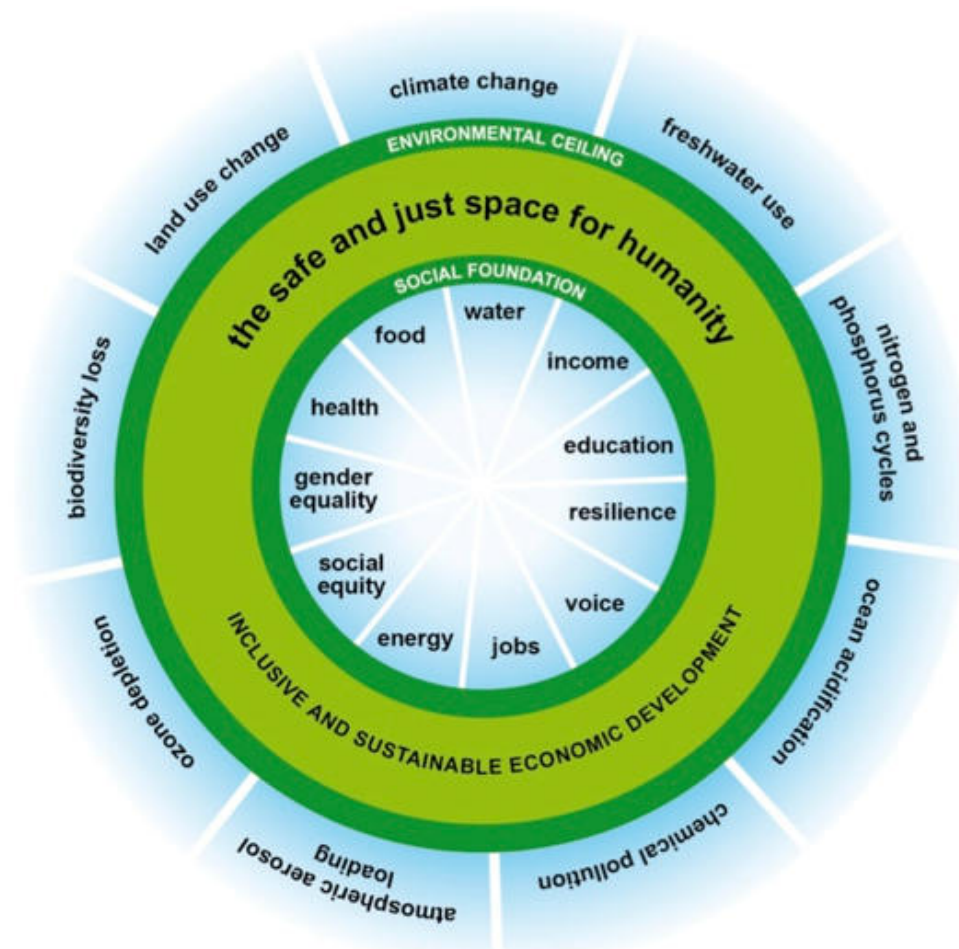 climate change
freshwater use
nitrogen and
phosphorus cycles
ocean acidification
chemical pollution
atmospheric aerosol
loading
ozone depletion
biodiversity loss
land use change
ENVIRONMENTAL CEILING
the safe and just space for humanity
SOCIAL FOUNDATION
water
income
education
resilience
voice
jobs
energy
social
equity
gender
equality
health
food
INCLUSIVE AND SUSTAINABLE ECONOMIC DEVELOPMENT